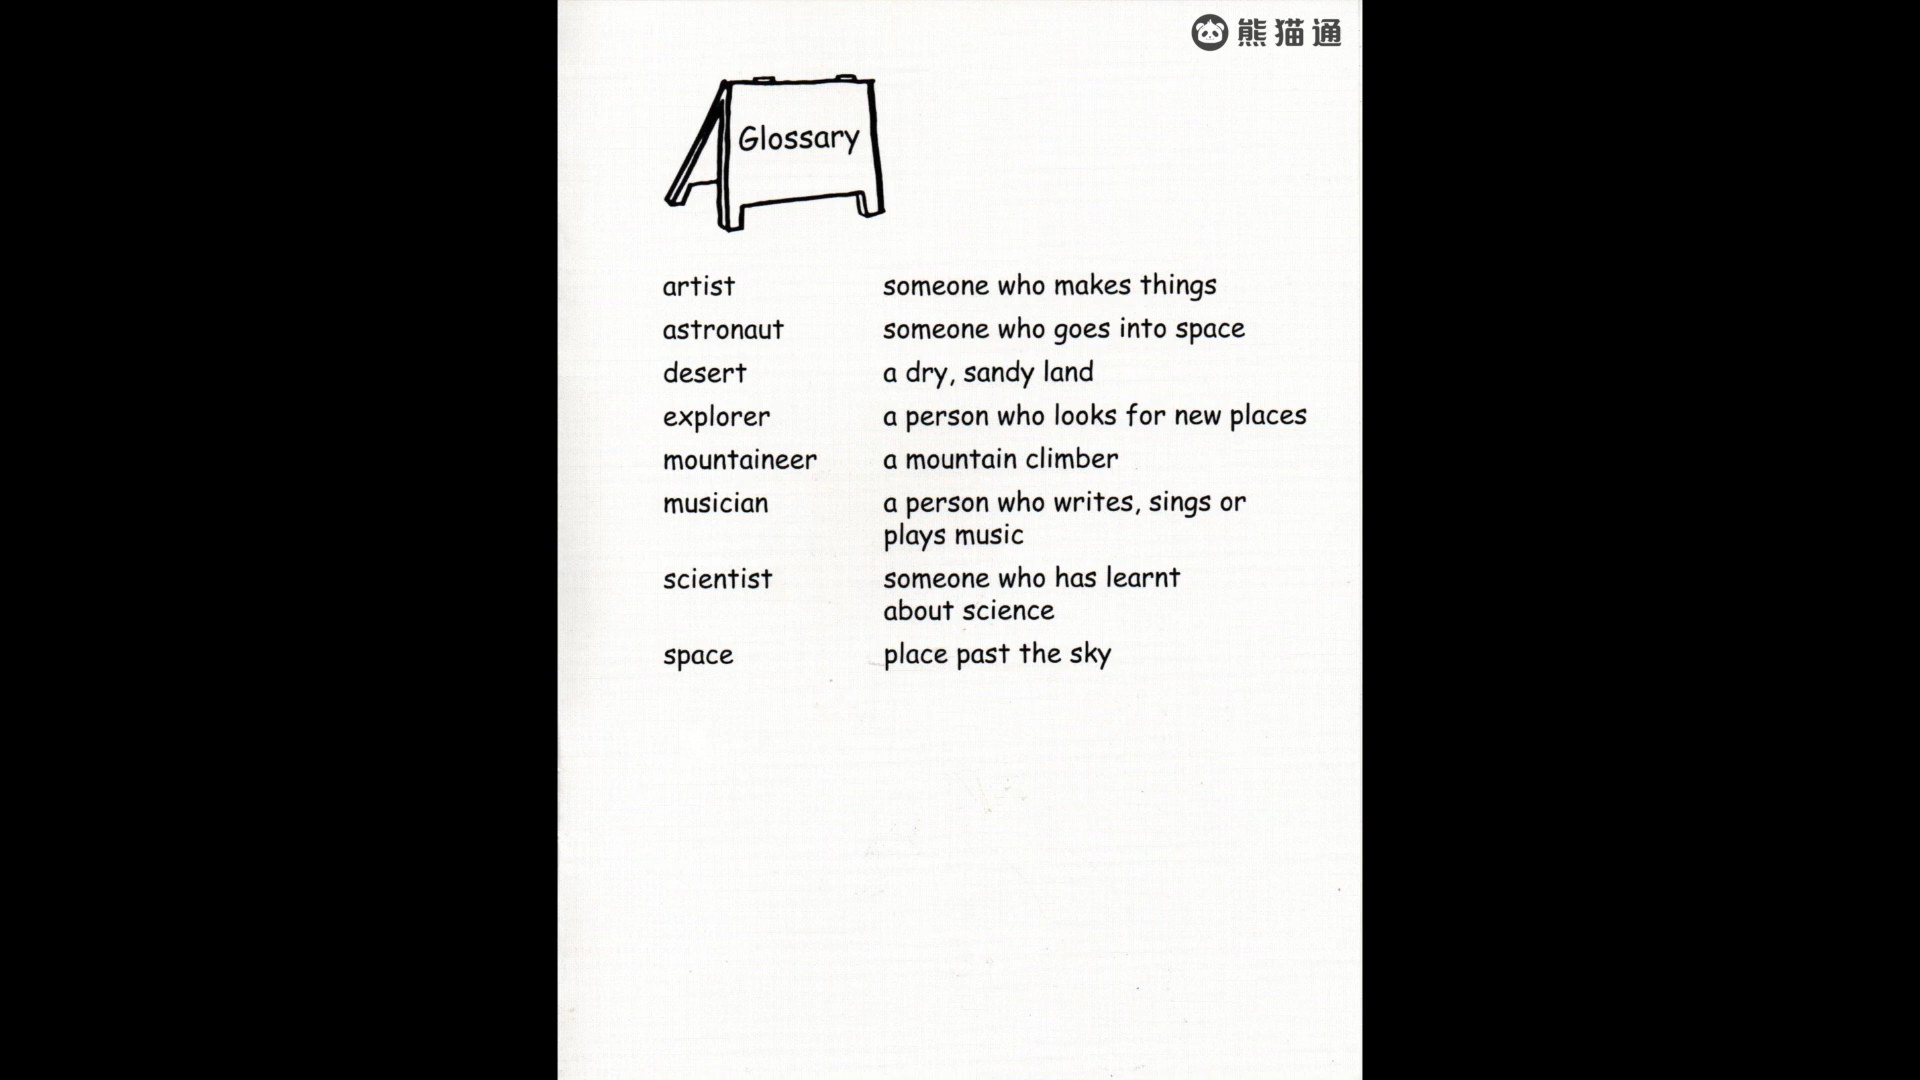 熊猫通
Glossary
artist someone who makes things
astronaut someone who goes into space
desert a dry, sandy land
explorer a person who looks for new places
mountaineer a mountain climber
musician a person who writes, sings or
plays music
scientist someone who has learnt
about science
space place past the sky